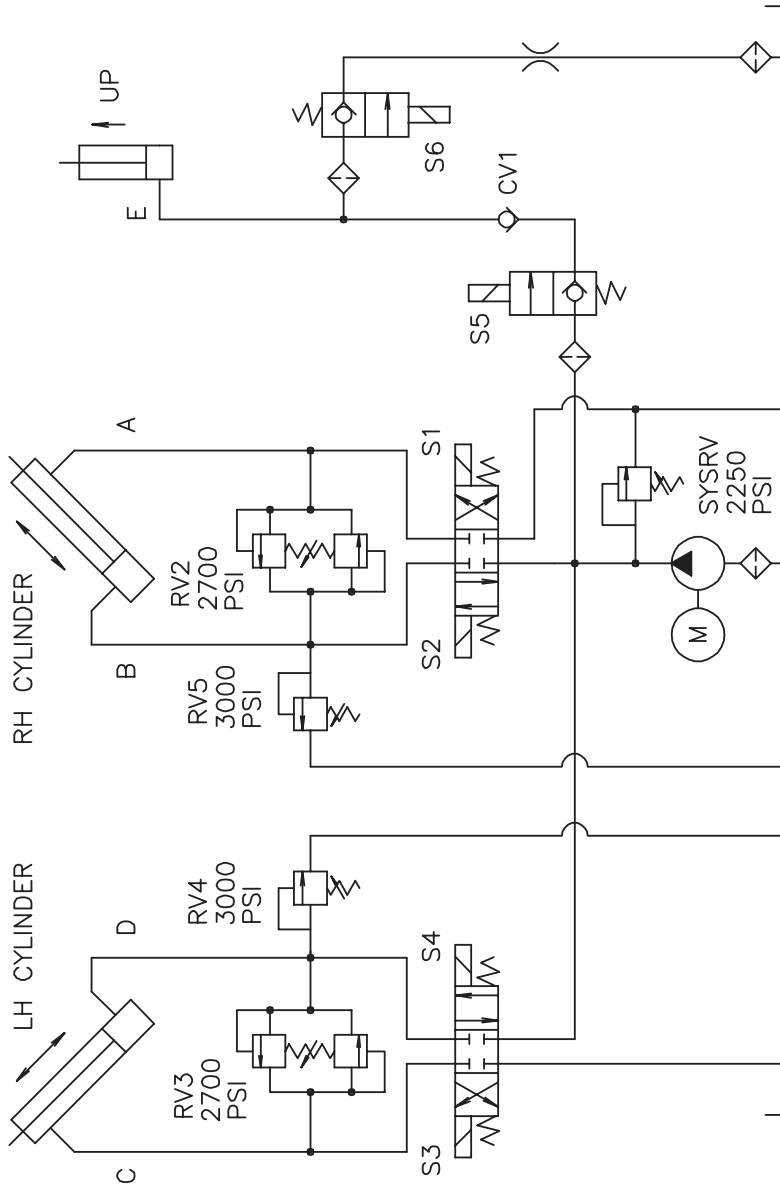 LH CYLINDER
RH CYLINDER
UP
C
D
B
A
E
RV3
2700
PSI
RV4
3000
PSI
RV5
3000
PSI
RV2
2700
PSI
S3
S4
S2
S1
S5
CV1
S6
M
SYSRV
2250
PSI